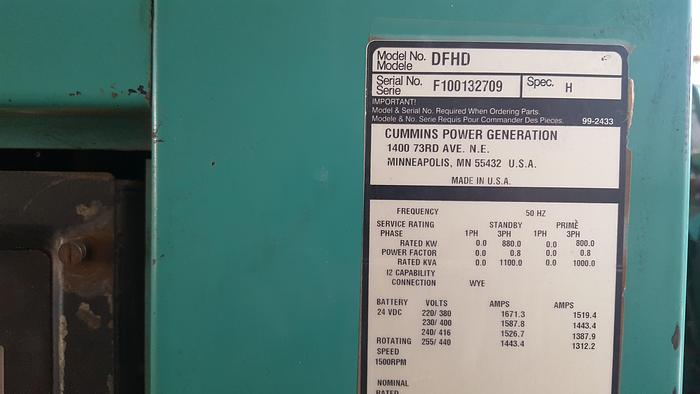 Model No. DFHD
Modele
Serial No. F100132709 Spec. H
Serie
IMPORTANT!
Model & Serial No. Required When Ordering Parts.
Modele & No. Serie Requis Pour Commander Des Pieces. 99-2433
CUMMINS POWER GENERATION
1400 73RD AVE. N.E.
MINNEAPOLIS, MN 55432 U.S.A.
MADE IN U.S.A.
FREQUENCY 50 HZ
SERVICE RATING STANDBY PRIME
PHASE 1PH 3PH 1PH 3PH
RATED KW 0.0 880.0 0.0 800.0
POWER FACTOR 0.0 0.8 0.0 0.8
RATED KVA 0.0 1100.0 0.0 1000.0
I2 CAPABILITY
CONNECTION WYE
BATTERY VOLTS AMPS AMPS
24 VDC 220/ 380 1671.3 1519.4
230/ 400 1587.8 1443.4
240/ 416 1526.7 1387.9
ROTATING 255/ 440 1443.4 1312.2
SPEED
1500RPM
NOMINAL
RATED